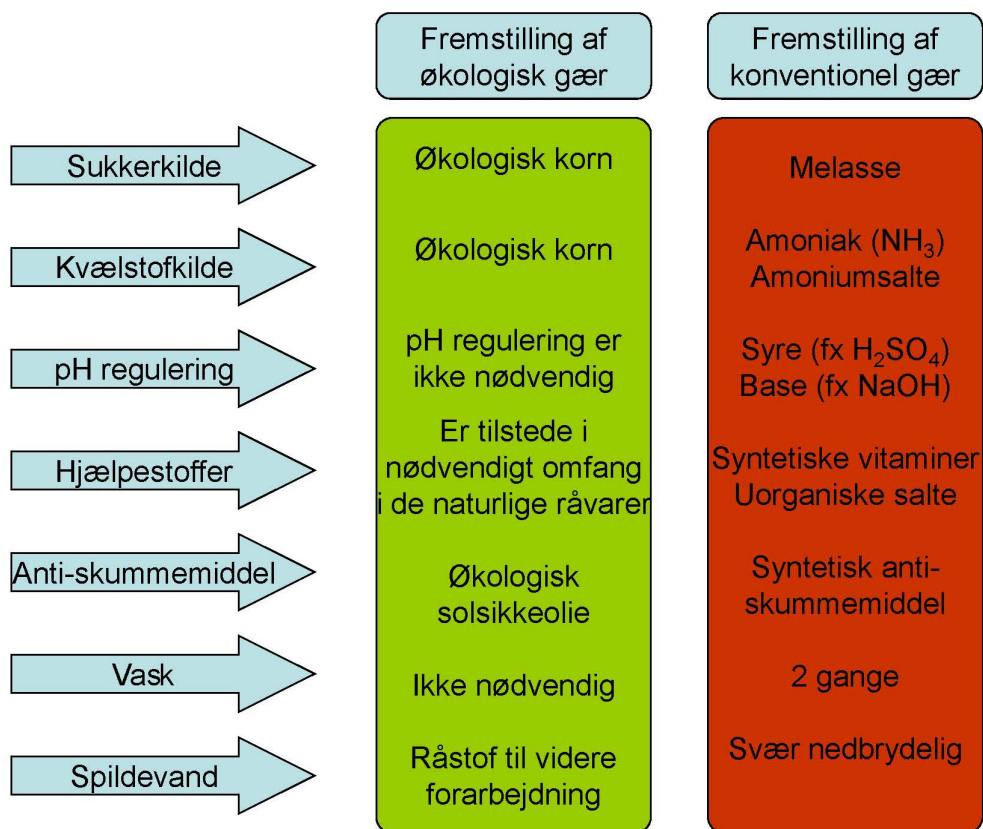 Fremstilling af
økologisk gær
Fremstilling af
konventionel gær
Sukkerkilde
Økologisk korn
Melasse
Kvælstofkilde
Økologisk korn
Amoniak (NH₃)
Amoniumsalte
pH regulering
pH regulering er
ikke nødvendig
Syre (fx H₂SO₄)
Base (fx NaOH)
Hjælpestoffer
Er tilstede i
nødvendigt omfang
i de naturlige råvarer
Syntetiske vitaminer
Uorganiske salte
Anti-skummemiddel
Økologisk
solsikkeolie
Syntetisk anti-
skummemiddel
Vask
Ikke nødvendig
2 gange
Spildevand
Råstof til videre
forarbejdning
Svær nedbrydelig